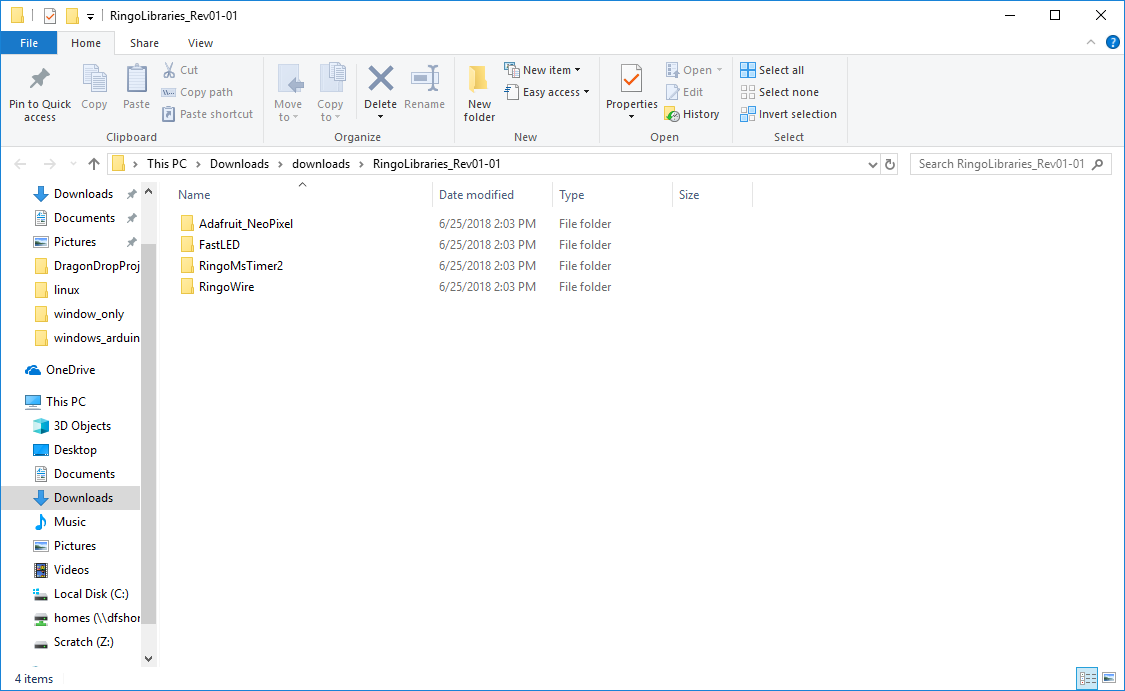 RingoLibraries_Rev01-01
File Home Share View
Pin to Quick access
Copy
Paste
Cut
Copy path
Paste shortcut
Clipboard
Move to
Copy to
Delete
Rename
Organize
New folder
New item
Easy access
New
Properties
Open
Edit
History
Open
Select all
Select none
Invert selection
Select
This PC > Downloads > downloads > RingoLibraries_Rev01-01
Search RingoLibraries_Rev01-01
Downloads
Documents
Pictures
DragonDropProj
linux
window_only
windows_arduin
OneDrive
This PC
3D Objects
Desktop
Documents
Downloads
Music
Pictures
Videos
Local Disk (C:)
homes (\\dfshor
Scratch (Z:)
Name Date modified Type Size
Adafruit_NeoPixel 6/25/2018 2:03 PM File folder
FastLED 6/25/2018 2:03 PM File folder
RingoMsTimer2 6/25/2018 2:03 PM File folder
RingoWire 6/25/2018 2:03 PM File folder
4 items